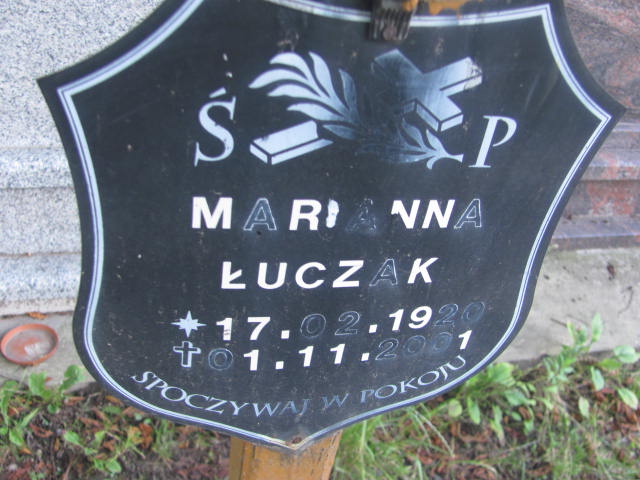 Ś P
MARIANNA
ŁUCZAK
* 17.02.1920
✝ 01.11.2001
SPOCZYWAJ W POKOJU